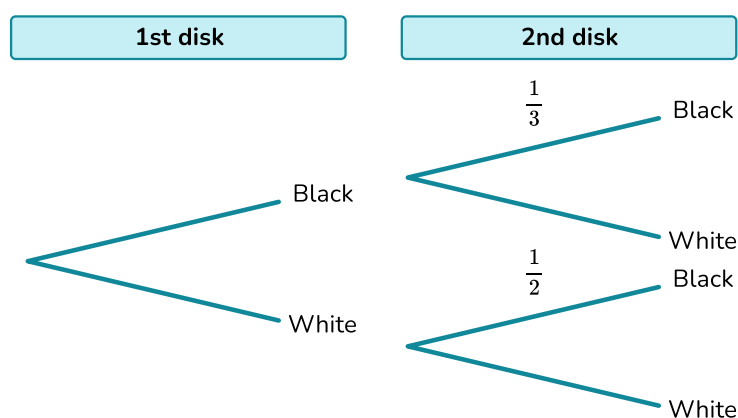 1st disk
2nd disk
1
3
Black
Black
White
1
2
Black
White
White